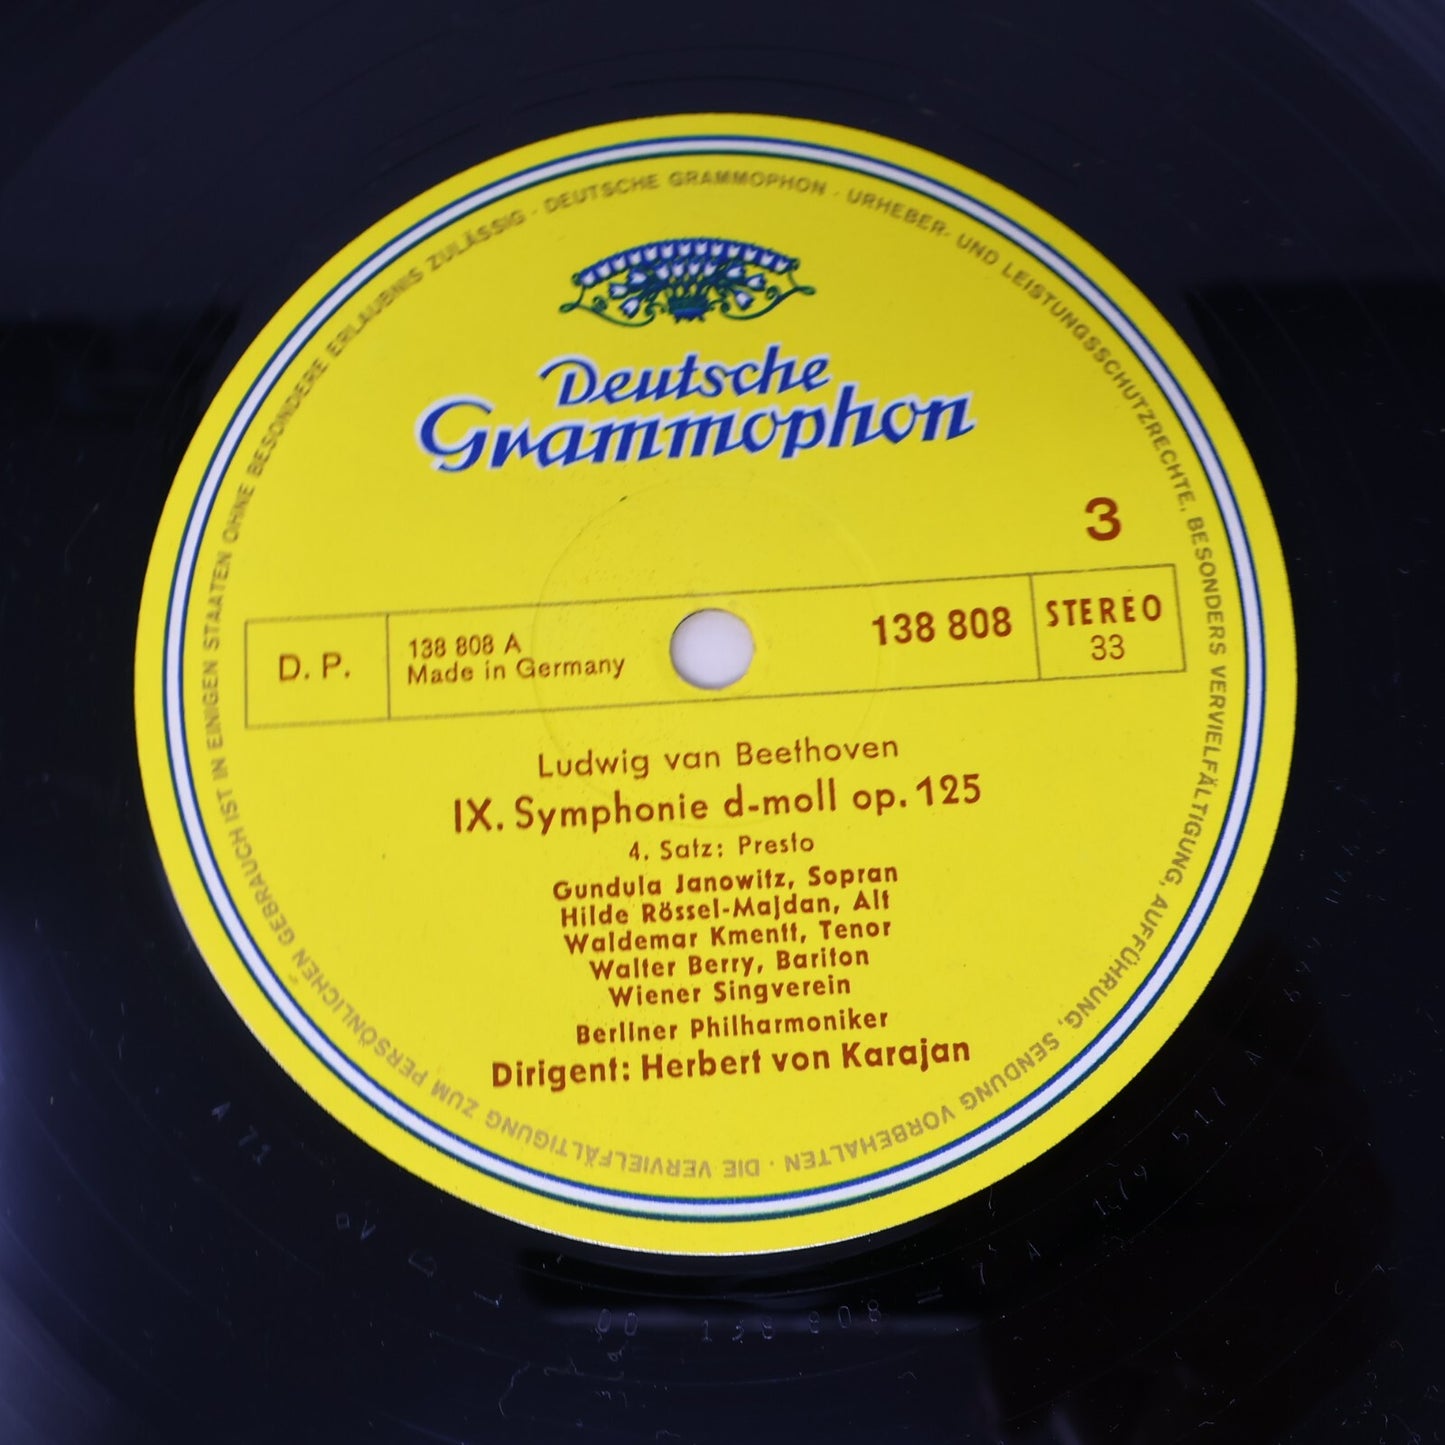 DEUTSCHE GRAMMOPHON · URHEBER- UND LEISTUNGSSCHUTZRECHTE, BESONDERS VERVIELFÄLTIGUNG, AUFFÜHRUNG, SENDUNG VORBEHALTEN · DIE VERVIELFÄLTIGUNG ZUM PERSÖNLICHEN GEBRAUCH IST IN EINIGEN STAATEN OHNE BESONDERE ERLAUBNIS ZULÄSSIG ·
Deutsche
Grammophon
3
D. P.
138 808 A
Made in Germany
138 808
STEREO
33
Ludwig van Beethoven
IX. Symphonie d-moll op. 125
4. Satz: Presto
Gundula Janowitz, Sopran
Hilde Rössel-Majdan, Alt
Waldemar Kmentt, Tenor
Walter Berry, Bariton
Wiener Singverein
Berliner Philharmoniker
Dirigent: Herbert von Karajan
00 138 808 =